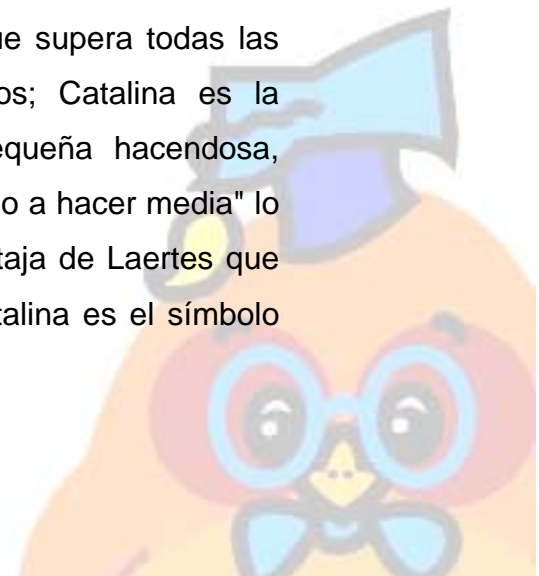 ue supera todas las
os; Catalina es la
equeña hacendosa,
o a hacer media" lo
taja de Laertes que
talina es el símbolo